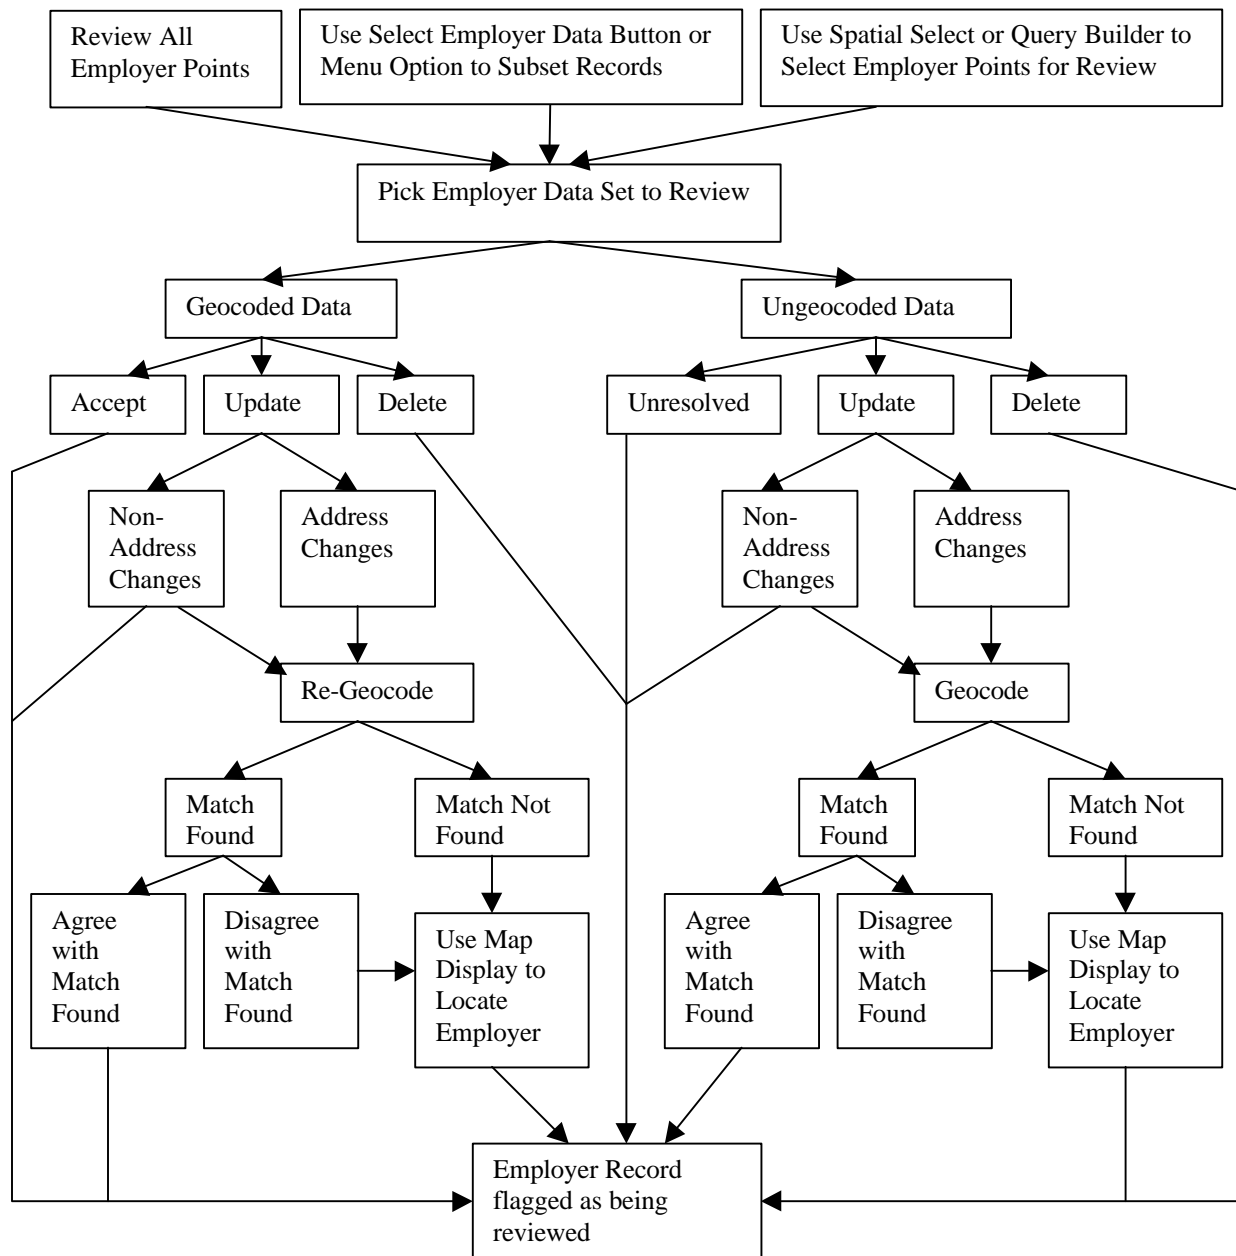 Review All
Employer Points
Use Select Employer Data Button or
Menu Option to Subset Records
Use Spatial Select or Query Builder to
Select Employer Points for Review
Pick Employer Data Set to Review
Geocoded Data
Ungeocoded Data
Accept
Update
Delete
Unresolved
Update
Delete
Non-
Address
Changes
Address
Changes
Non-
Address
Changes
Address
Changes
Re-Geocode
Geocode
Match
Found
Match Not
Found
Match
Found
Match Not
Found
Agree
with
Match
Found
Disagree
with
Match
Found
Use Map
Display to
Locate
Employer
Agree
with
Match
Found
Disagree
with
Match
Found
Use Map
Display to
Locate
Employer
Employer Record
flagged as being
reviewed